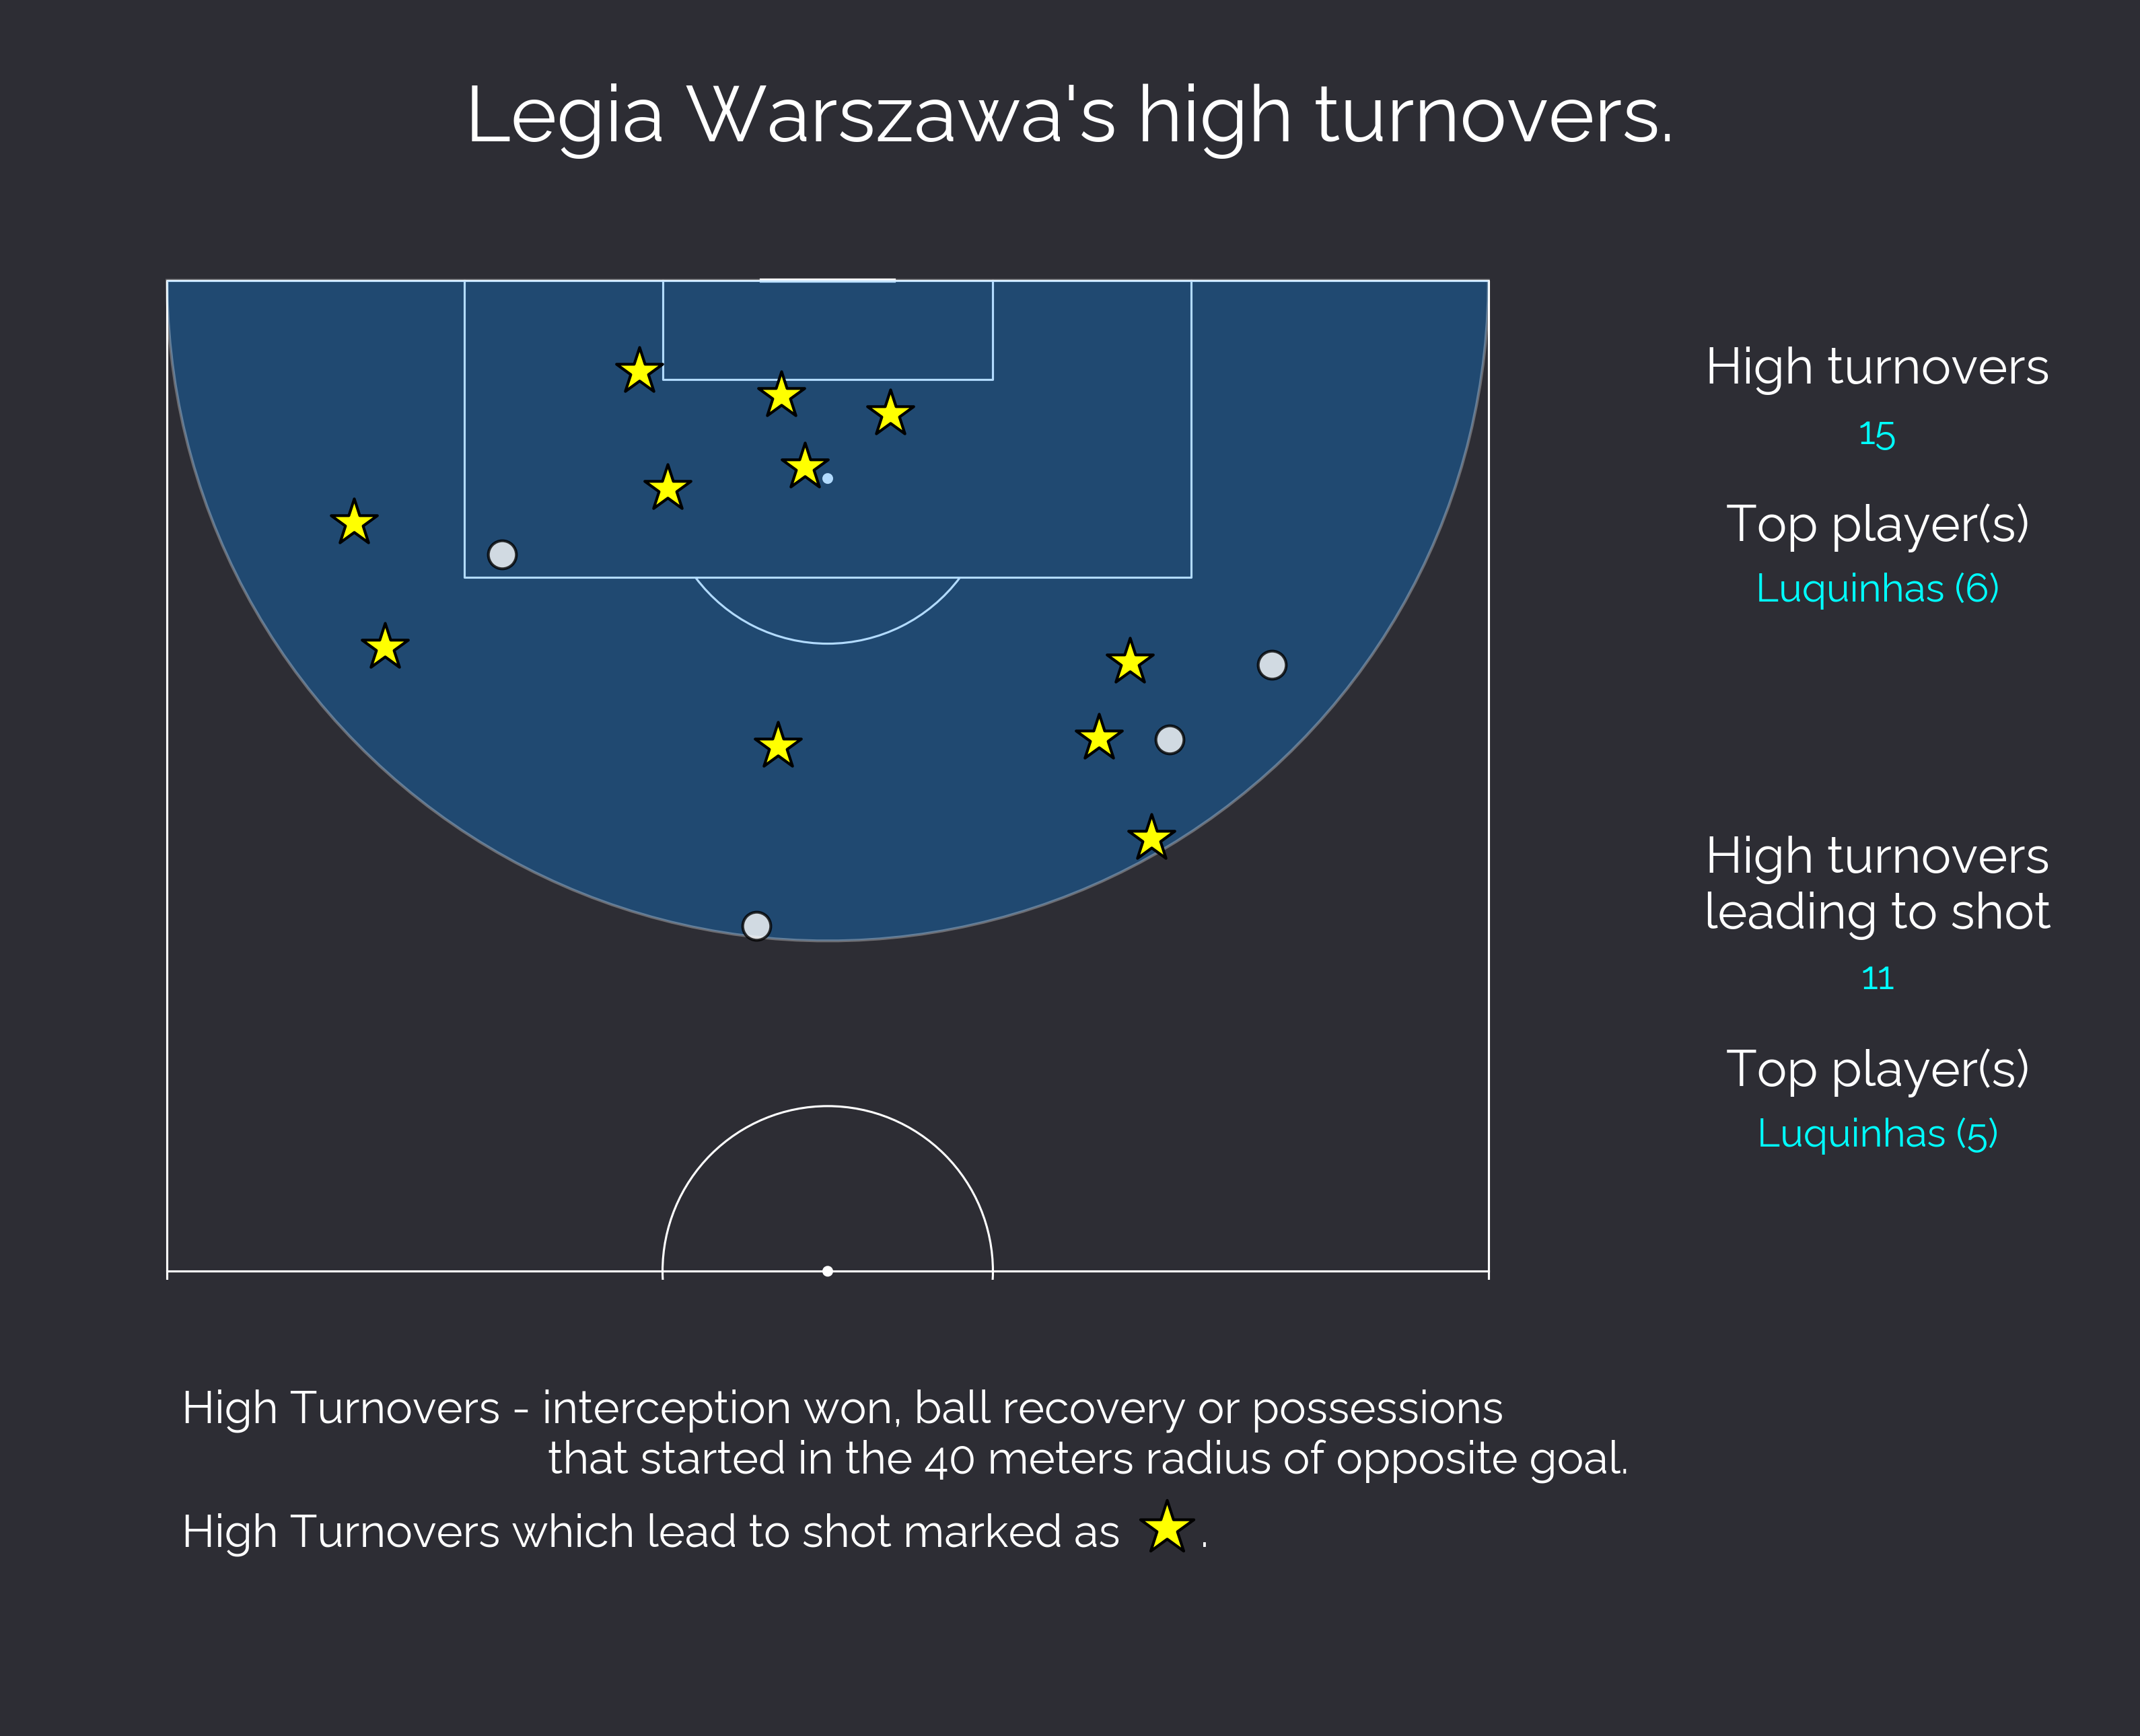 Legia Warszawa's high turnovers.
High turnovers
15
Top player(s)
Luquinhas (6)
High turnovers
leading to shot
11
Top player(s)
Luquinhas (5)
High Turnovers - interception won, ball recovery or possessions
that started in the 40 meters radius of opposite goal.
High Turnovers which lead to shot marked as .